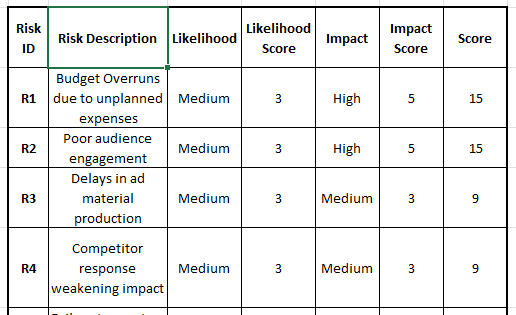 Risk ID Risk Description Likelihood Likelihood Score Impact Impact Score Score
R1 Budget Overruns due to unplanned expenses Medium 3 High 5 15
R2 Poor audience engagement Medium 3 High 5 15
R3 Delays in ad material production Medium 3 Medium 3 9
R4 Competitor response weakening impact Medium 3 Medium 3 9